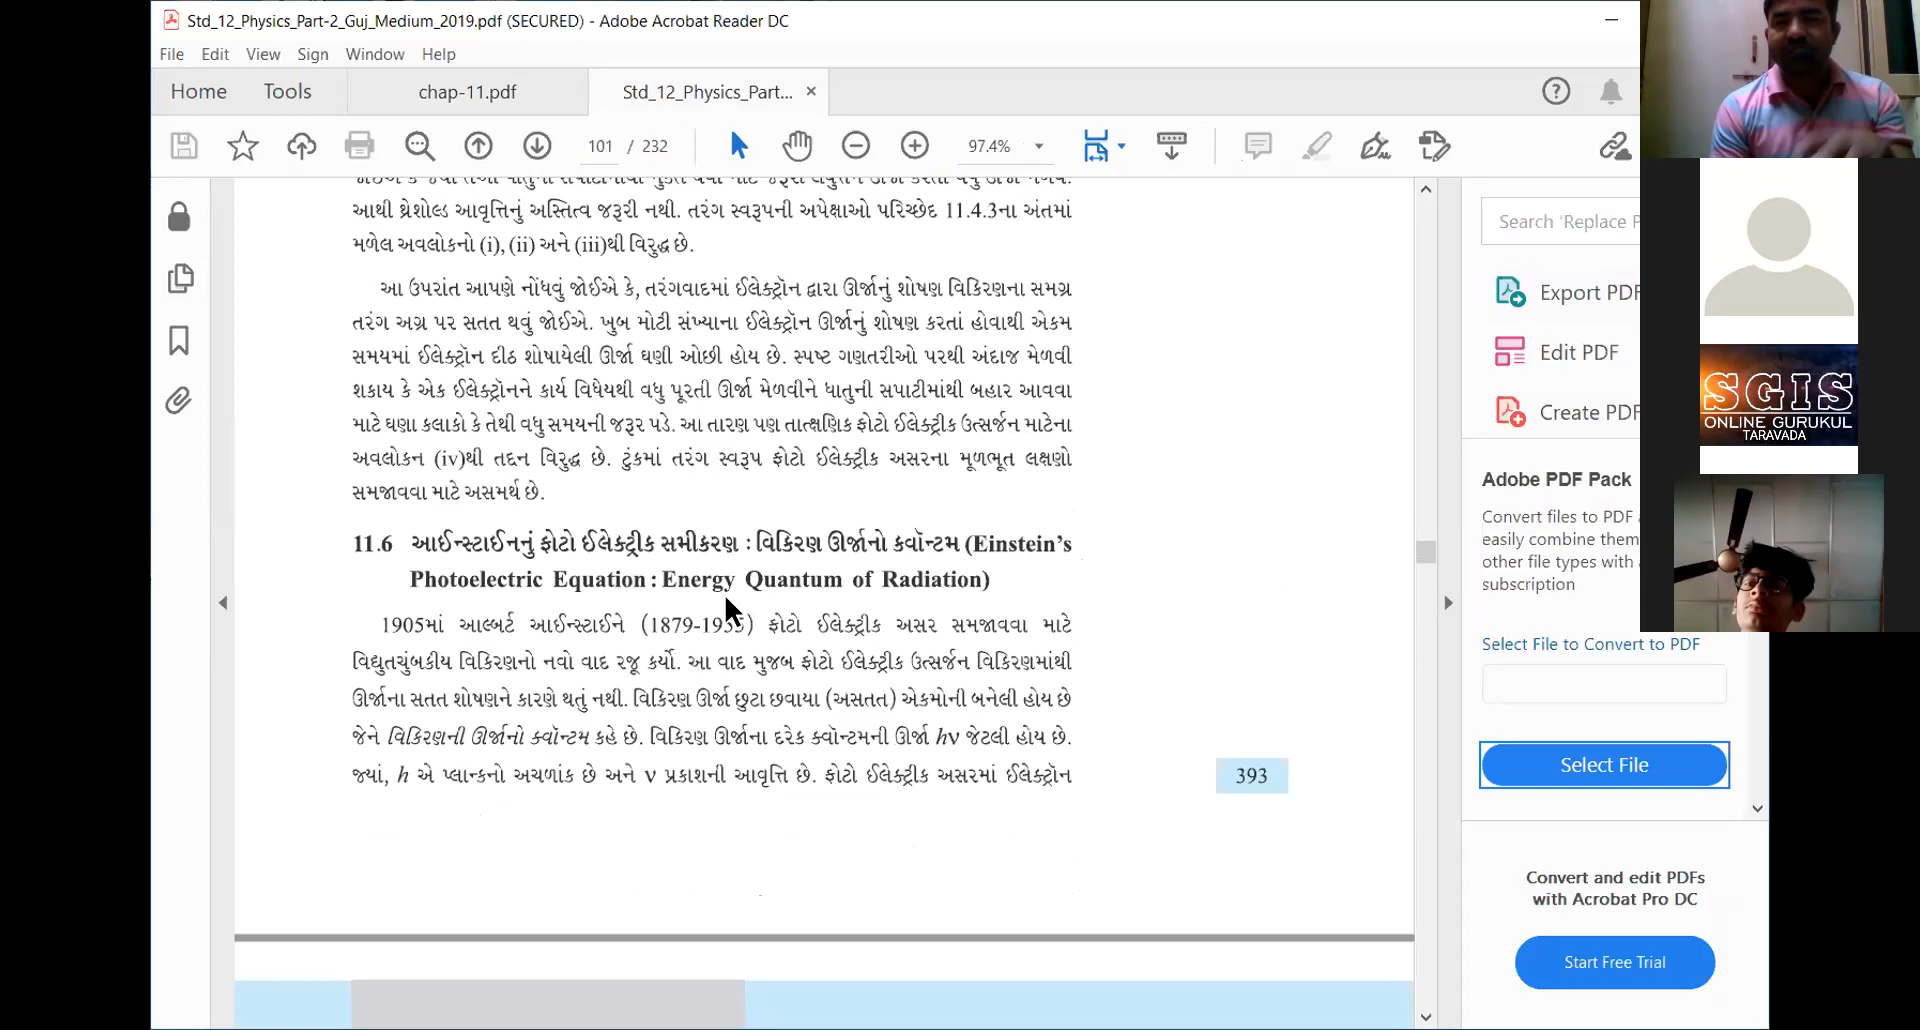 Std_12_Physics_Part-2_Guj_Medium_2019.pdf (SECURED) - Adobe Acrobat Reader DC
File Edit View Sign Window Help
Home Tools chap-11.pdf Std_12_Physics_Part... ×
101 / 232 97.4%
આથી થ્રેશોલ્ડ આવૃત્તિનું અસ્તિત્વ જરૂરી નથી. તરંગ સ્વરૂપની અપેક્ષાઓ પરિચ્છેદ 11.4.3ના અંતમાં
મળેલ અવલોકનો (i), (ii) અને (iii)થી વિરુદ્ધ છે.
આ ઉપરાંત આપણે નોંધવું જોઈએ કે, તરંગવાદમાં ઈલેક્ટ્રૉન દ્વારા ઊર્જાનું શોષણ વિકિરણના સમગ્ર
તરંગ અગ્ર પર સતત થવું જોઈએ. ખુબ મોટી સંખ્યાના ઈલેક્ટ્રૉન ઊર્જાનું શોષણ કરતાં હોવાથી એકમ
સમયમાં ઈલેક્ટ્રૉન દીઠ શોષાયેલી ઊર્જા ઘણી ઓછી હોય છે. સ્પષ્ટ ગણતરીઓ પરથી અંદાજ મેળવી
શકાય કે એક ઈલેક્ટ્રૉનને કાર્ય વિધેયથી વધુ પૂરતી ઊર્જા મેળવીને ધાતુની સપાટીમાંથી બહાર આવવા
માટે ઘણા કલાકો કે તેથી વધુ સમયની જરૂર પડે. આ તારણ પણ તાત્ક્ષણિક ફોટો ઈલેક્ટ્રીક ઉત્સર્જન માટેના
અવલોકન (iv)થી તદ્દન વિરુદ્ધ છે. ટુંકમાં તરંગ સ્વરૂપ ફોટો ઈલેક્ટ્રીક અસરના મૂળભૂત લક્ષણો
સમજાવવા માટે અસમર્થ છે.
11.6 આઈન્સ્ટાઈનનું ફોટો ઈલેક્ટ્રીક સમીકરણ : વિકિરણ ઊર્જાનો ક્વૉન્ટમ (Einstein's
Photoelectric Equation : Energy Quantum of Radiation)
1905માં આલ્બર્ટ આઈન્સ્ટાઈને (1879-1955) ફોટો ઈલેક્ટ્રીક અસર સમજાવવા માટે
વિદ્યુતચુંબકીય વિકિરણનો નવો વાદ રજૂ કર્યો. આ વાદ મુજબ ફોટો ઈલેક્ટ્રીક ઉત્સર્જન વિકિરણમાંથી
ઊર્જાના સતત શોષણને કારણે થતું નથી. વિકિરણ ઊર્જા છુટા છવાયા (અસતત) એકમોની બનેલી હોય છે
જેને વિકિરણની ઊર્જાનો ક્વૉન્ટમ કહે છે. વિકિરણ ઊર્જાના દરેક ક્વૉન્ટમની ઊર્જા hν જેટલી હોય છે.
જ્યાં, h એ પ્લાન્કનો અચળાંક છે અને ν પ્રકાશની આવૃત્તિ છે. ફોટો ઈલેક્ટ્રીક અસરમાં ઈલેક્ટ્રૉન
393
Search 'Replace P
Export PDF
Edit PDF
Create PDF
Adobe PDF Pack
Convert files to PDF
easily combine them
other file types with
subscription
Select File to Convert to PDF
Select File
Convert and edit PDFs
with Acrobat Pro DC
Start Free Trial
SGIS
ONLINE GURUKUL
TARAVADA